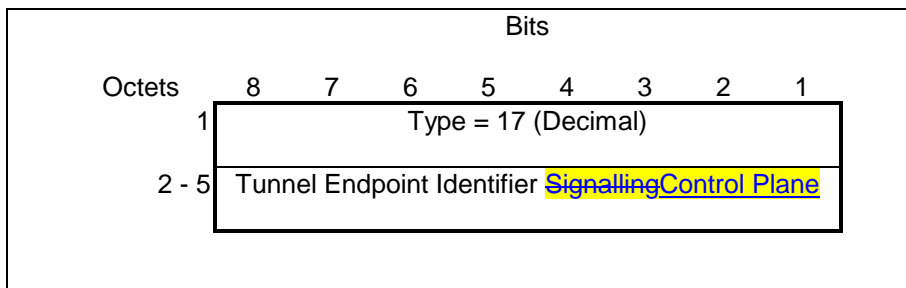 Bits
Octets 8 7 6 5 4 3 2 1
1 Type = 17 (Decimal)
2 - 5 Tunnel Endpoint Identifier SignallingControl Plane